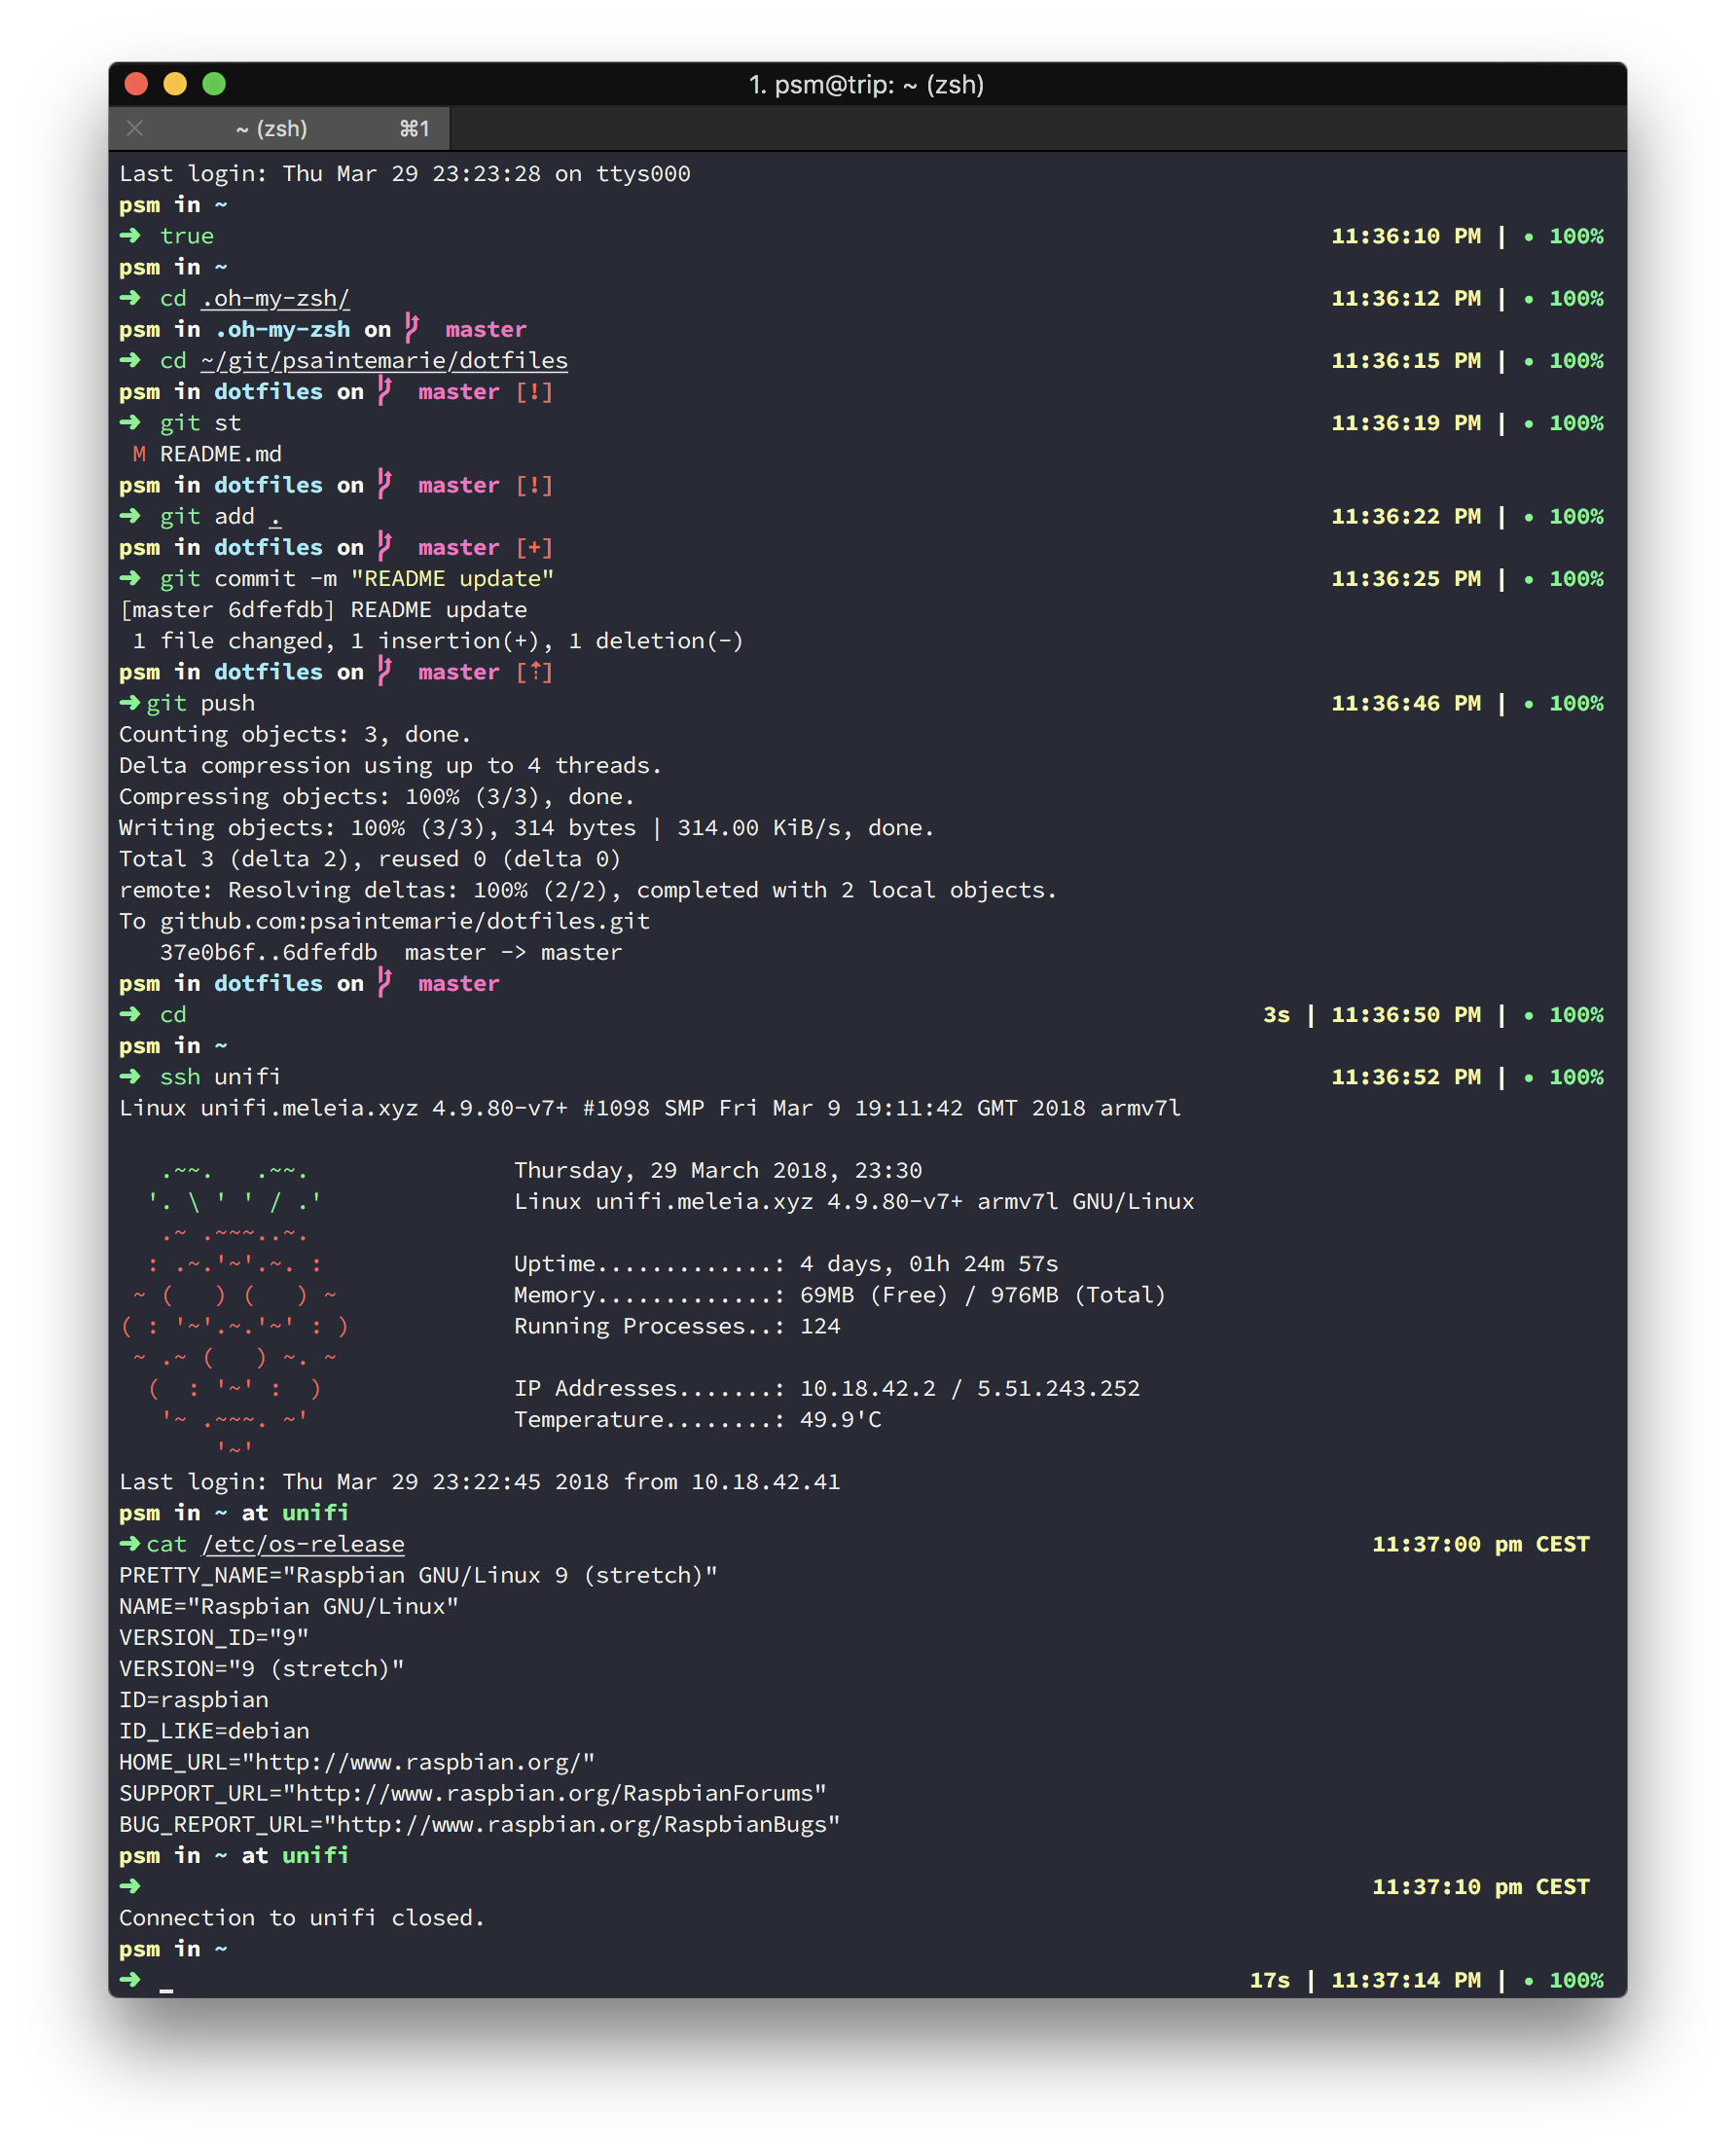 1. psm@trip: ~ (zsh)
~ (zsh) ⌘1
Last login: Thu Mar 29 23:23:28 on ttys000
psm in ~
➜ true 11:36:10 PM | • 100%
psm in ~
➜ cd .oh-my-zsh/ 11:36:12 PM | • 100%
psm in .oh-my-zsh on master
➜ cd ~/git/psaintemarie/dotfiles 11:36:15 PM | • 100%
psm in dotfiles on master [!]
➜ git st 11:36:19 PM | • 100%
M README.md
psm in dotfiles on master [!]
➜ git add . 11:36:22 PM | • 100%
psm in dotfiles on master [+]
➜ git commit -m "README update" 11:36:25 PM | • 100%
[master 6dfefdb] README update
1 file changed, 1 insertion(+), 1 deletion(-)
psm in dotfiles on master [⇡]
➜ git push 11:36:46 PM | • 100%
Counting objects: 3, done.
Delta compression using up to 4 threads.
Compressing objects: 100% (3/3), done.
Writing objects: 100% (3/3), 314 bytes | 314.00 KiB/s, done.
Total 3 (delta 2), reused 0 (delta 0)
remote: Resolving deltas: 100% (2/2), completed with 2 local objects.
To github.com:psaintemarie/dotfiles.git
37e0b6f..6dfefdb master -> master
psm in dotfiles on master
➜ cd 3s | 11:36:50 PM | • 100%
psm in ~
➜ ssh unifi 11:36:52 PM | • 100%
Linux unifi.meleia.xyz 4.9.80-v7+ #1098 SMP Fri Mar 9 19:11:42 GMT 2018 armv7l
   .~~.   .~~.    Thursday, 29 March 2018, 23:30
  '. \ ' ' / .'    Linux unifi.meleia.xyz 4.9.80-v7+ armv7l GNU/Linux
   .~ .~~~..~.
  : .~.'~'.~. :    Uptime.............: 4 days, 01h 24m 57s
 ~ (   ) (   ) ~    Memory.............: 69MB (Free) / 976MB (Total)
( : '~'.~.'~' : )    Running Processes..: 124
 ~ .~ (   ) ~. ~
  (  : '~' :  )    IP Addresses.......: 10.18.42.2 / 5.51.243.252
   '~ .~~~. ~'    Temperature........: 49.9'C
       '~'
Last login: Thu Mar 29 23:22:45 2018 from 10.18.42.41
psm in ~ at unifi
➜ cat /etc/os-release 11:37:00 pm CEST
PRETTY_NAME="Raspbian GNU/Linux 9 (stretch)"
NAME="Raspbian GNU/Linux"
VERSION_ID="9"
VERSION="9 (stretch)"
ID=raspbian
ID_LIKE=debian
HOME_URL="http://www.raspbian.org/"
SUPPORT_URL="http://www.raspbian.org/RaspbianForums"
BUG_REPORT_URL="http://www.raspbian.org/RaspbianBugs"
psm in ~ at unifi
➜ 11:37:10 pm CEST
Connection to unifi closed.
psm in ~
➜ _ 17s | 11:37:14 PM | • 100%